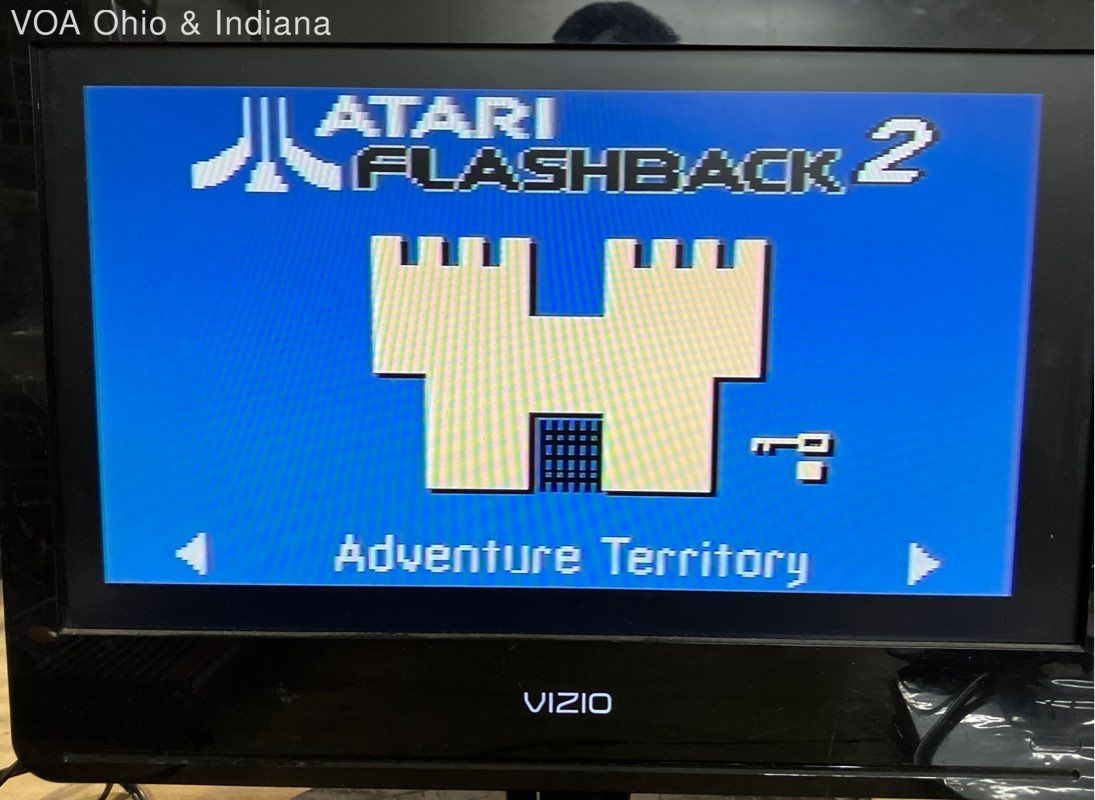 VOA Ohio & Indiana
ATARI
FLASHBACK 2
Adventure Territory
VIZIO